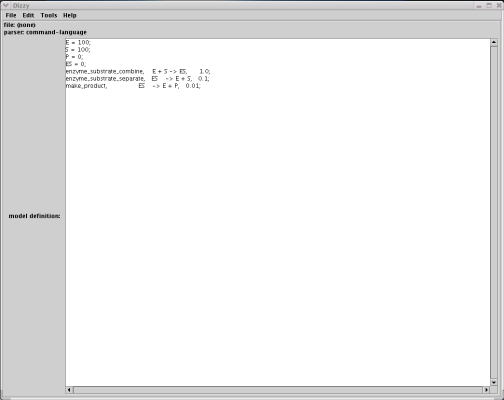 Dizzy
File Edit Tools Help
file: (none)
parser: command-language
E = 100;
S = 100;
P = 0;
ES = 0;
enzyme_substrate_combine, E + S -> ES, 1.0;
enzyme_substrate_separate, ES -> E + S, 0.1;
make_product, ES -> E + P, 0.01;
model definition: